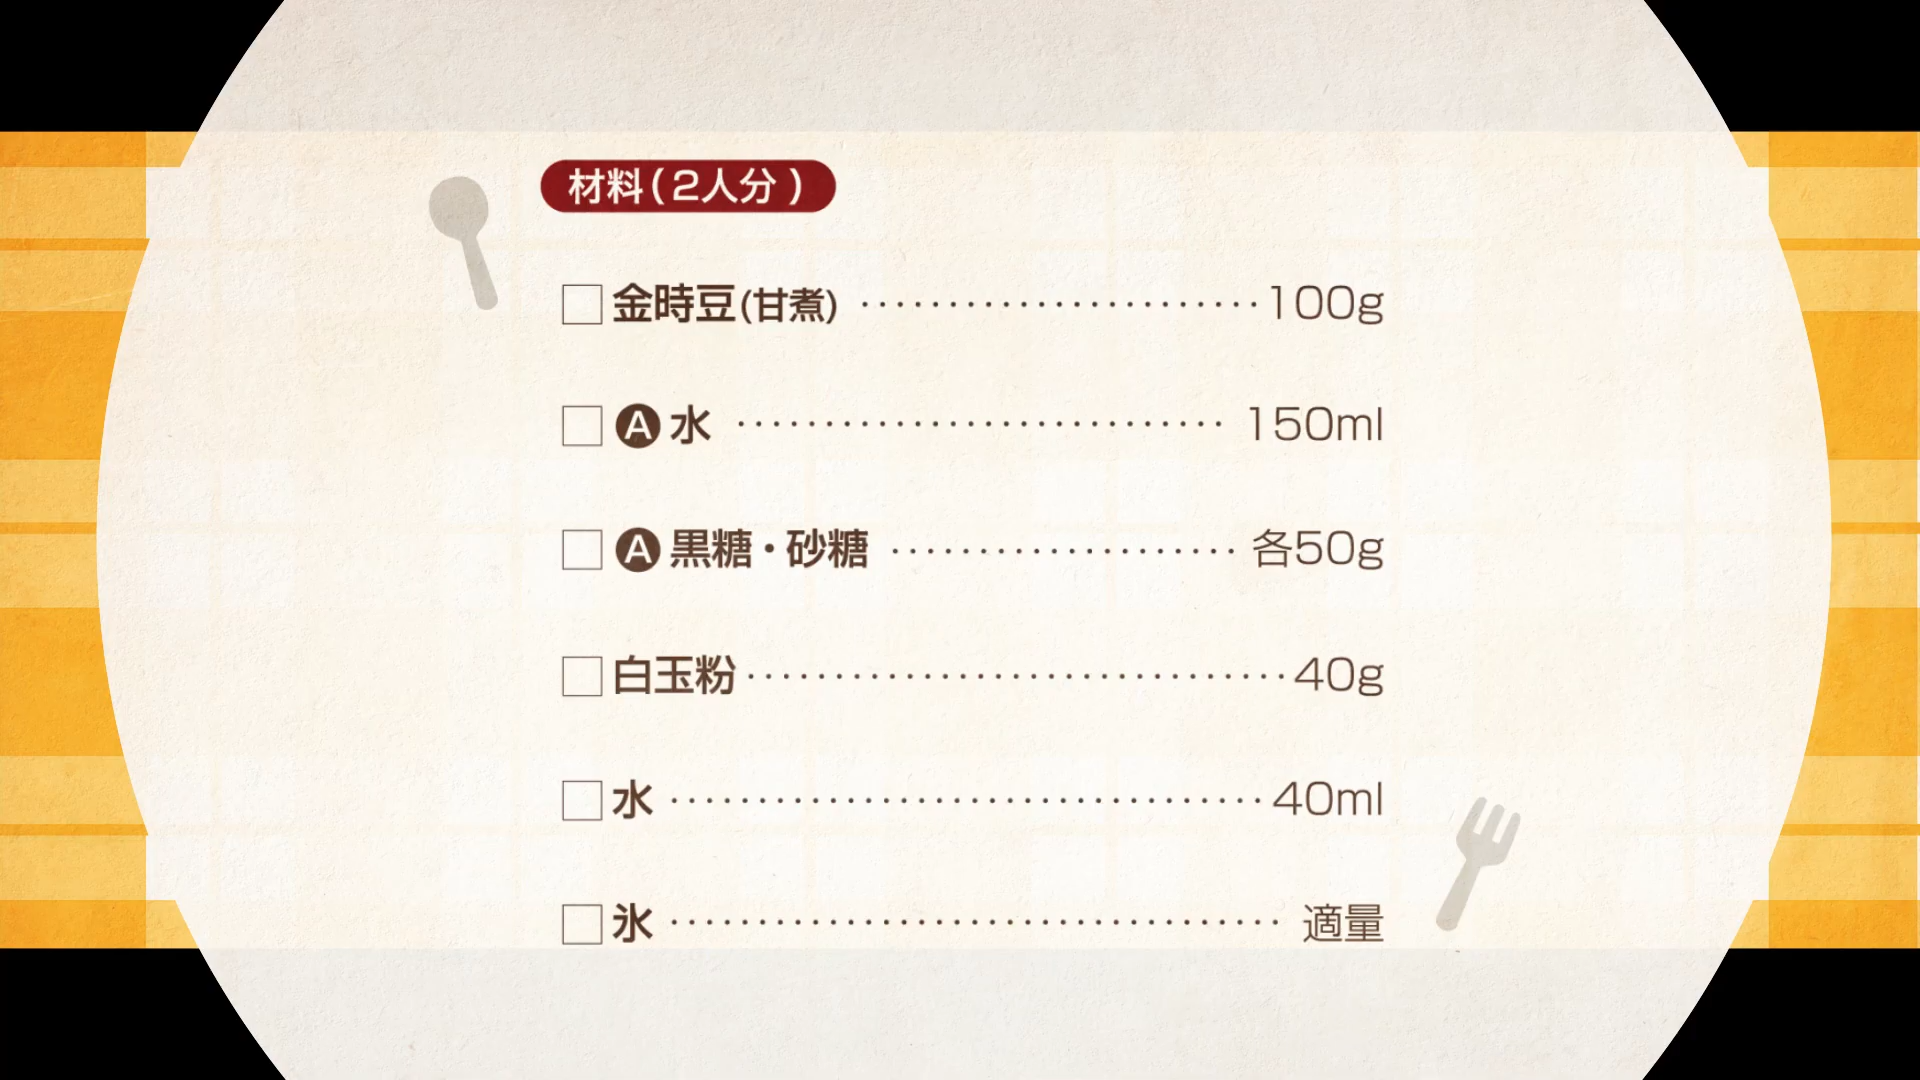 材料(2人分)
□金時豆(甘煮) ・・・・・・・・・・・・・・・・・・・・・・・・・・・・100g
□Ⓐ水 ・・・・・・・・・・・・・・・・・・・・・・・・・・・・・・・・・・ 150ml
□Ⓐ黒糖・砂糖 ・・・・・・・・・・・・・・・・・・・・・・・・ 各50g
□白玉粉・・・・・・・・・・・・・・・・・・・・・・・・・・・・・・・・・・・・・・40g
□水 ・・・・・・・・・・・・・・・・・・・・・・・・・・・・・・・・・・・・・・・・・40ml
□氷 ・・・・・・・・・・・・・・・・・・・・・・・・・・・・・・・・・・・・・・・・・・ 適量